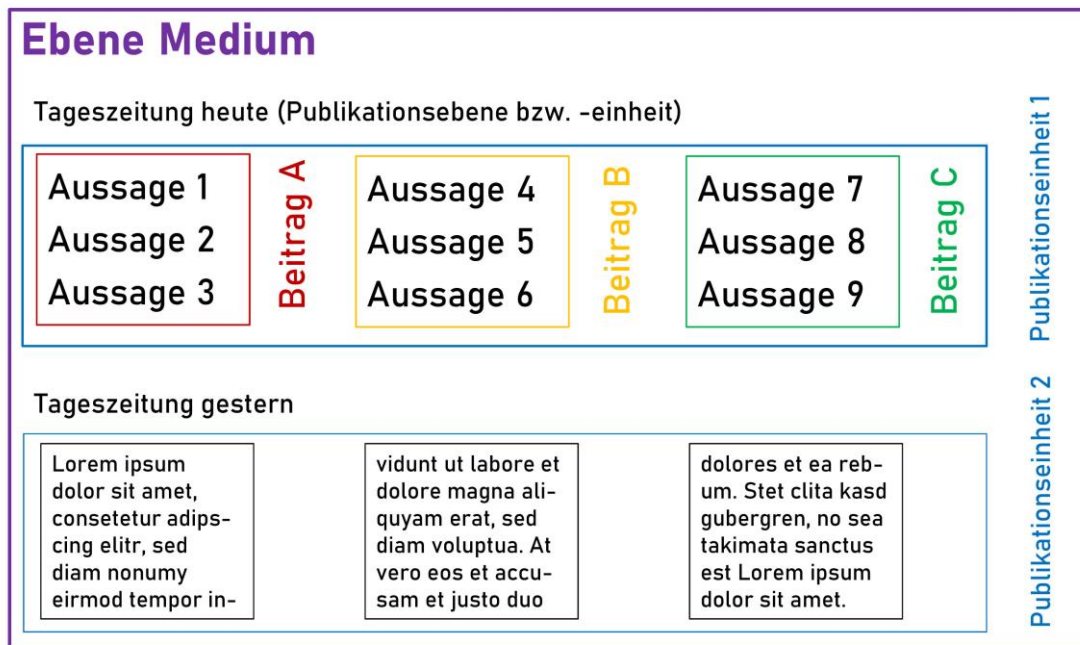 Ebene Medium
Tageszeitung heute (Publikationsebene bzw. -einheit)
Aussage 1
Aussage 2
Aussage 3
Beitrag A
Aussage 4
Aussage 5
Aussage 6
Beitrag B
Aussage 7
Aussage 8
Aussage 9
Beitrag C
Publikationseinheit 1
Tageszeitung gestern
Lorem ipsum
dolor sit amet,
consetetur adips-
cing elitr, sed
diam nonumy
eirmod tempor in-
vidunt ut labore et
dolore magna ali-
quyam erat, sed
diam voluptua. At
vero eos et accu-
sam et justo duo
dolores et ea reb-
um. Stet clita kasd
gubergren, no sea
takimata sanctus
est Lorem ipsum
dolor sit amet.
Publikationseinheit 2